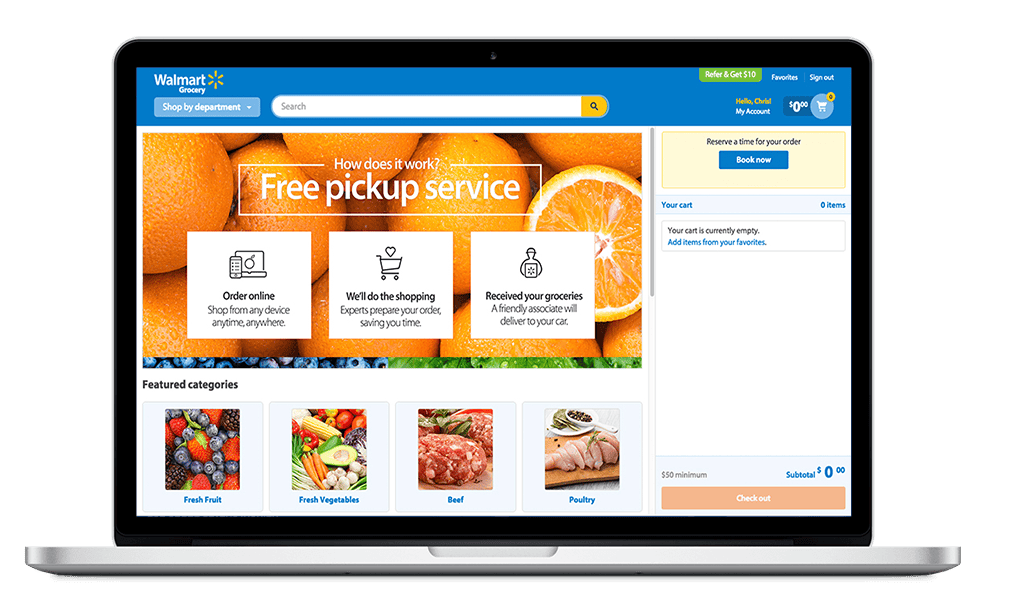 Walmart
Grocery
Refer & Get $10
Favorites
Sign out
Shop by department
Search
Hello, Chris!
My Account
$000
0
How does it work?
Free pickup service
Order online
Shop from any device
anytime, anywhere.
We'll do the shopping
Experts prepare your order,
saving you time.
Received your groceries
A friendly associate will
deliver to your car.
Featured categories
Fresh Fruit
Fresh Vegetables
Beef
Poultry
Reserve a time for your order
Book now
Your cart
0 items
Your cart is currently empty.
Add items from your favorites.
$50 minimum
Subtotal $ 0 00
Check out